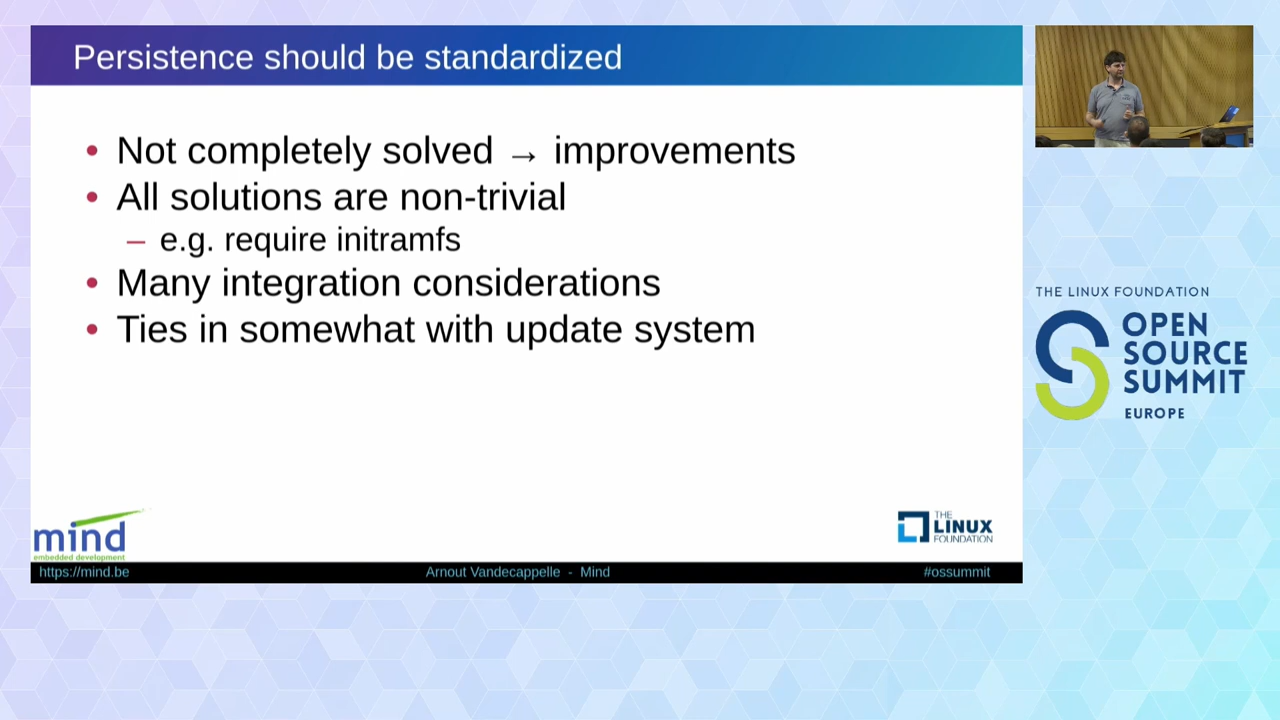 Persistence should be standardized
• Not completely solved → improvements
• All solutions are non-trivial
– e.g. require initramfs
• Many integration considerations
• Ties in somewhat with update system
mind
embedded development
THE
LINUX
FOUNDATION
https://mind.be
Arnout Vandecappelle - Mind
#ossummit
THE LINUX FOUNDATION
OPEN
SOURCE
SUMMIT
EUROPE